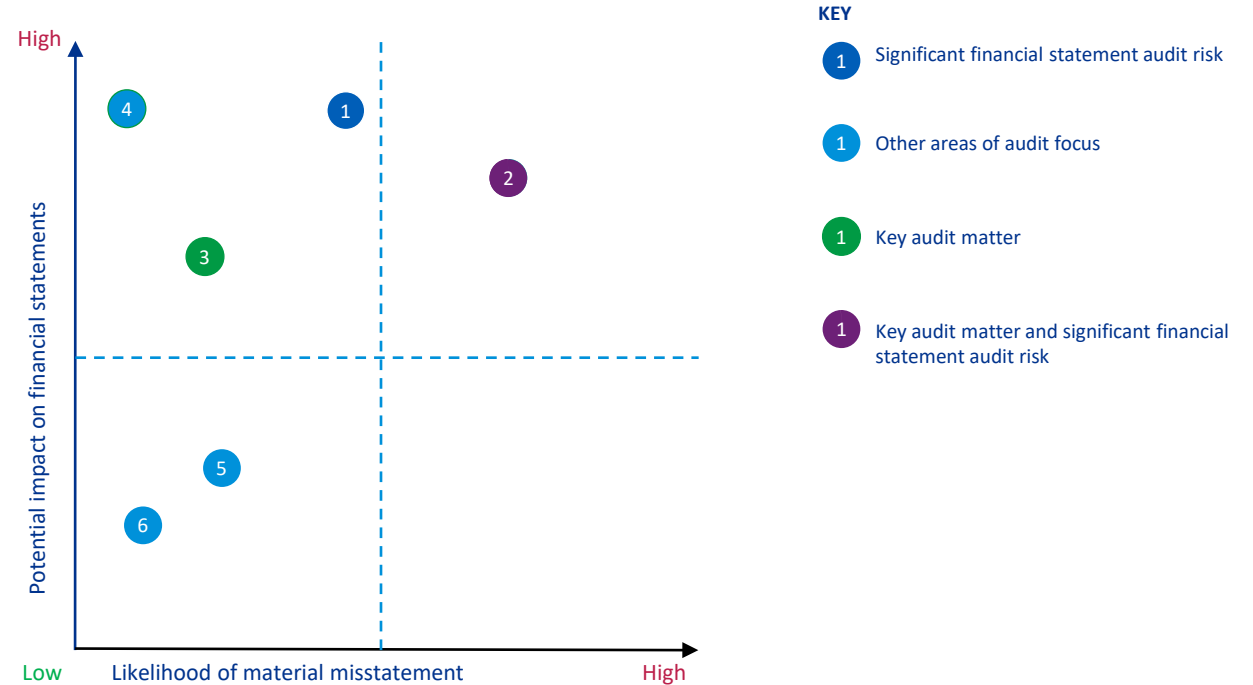 High
4
1
2
3
5
6
Potential impact on financial statements
Low
Likelihood of material misstatement
High
KEY
1
Significant financial statement audit risk
1
Other areas of audit focus
1
Key audit matter
1
Key audit matter and significant financial
statement audit risk